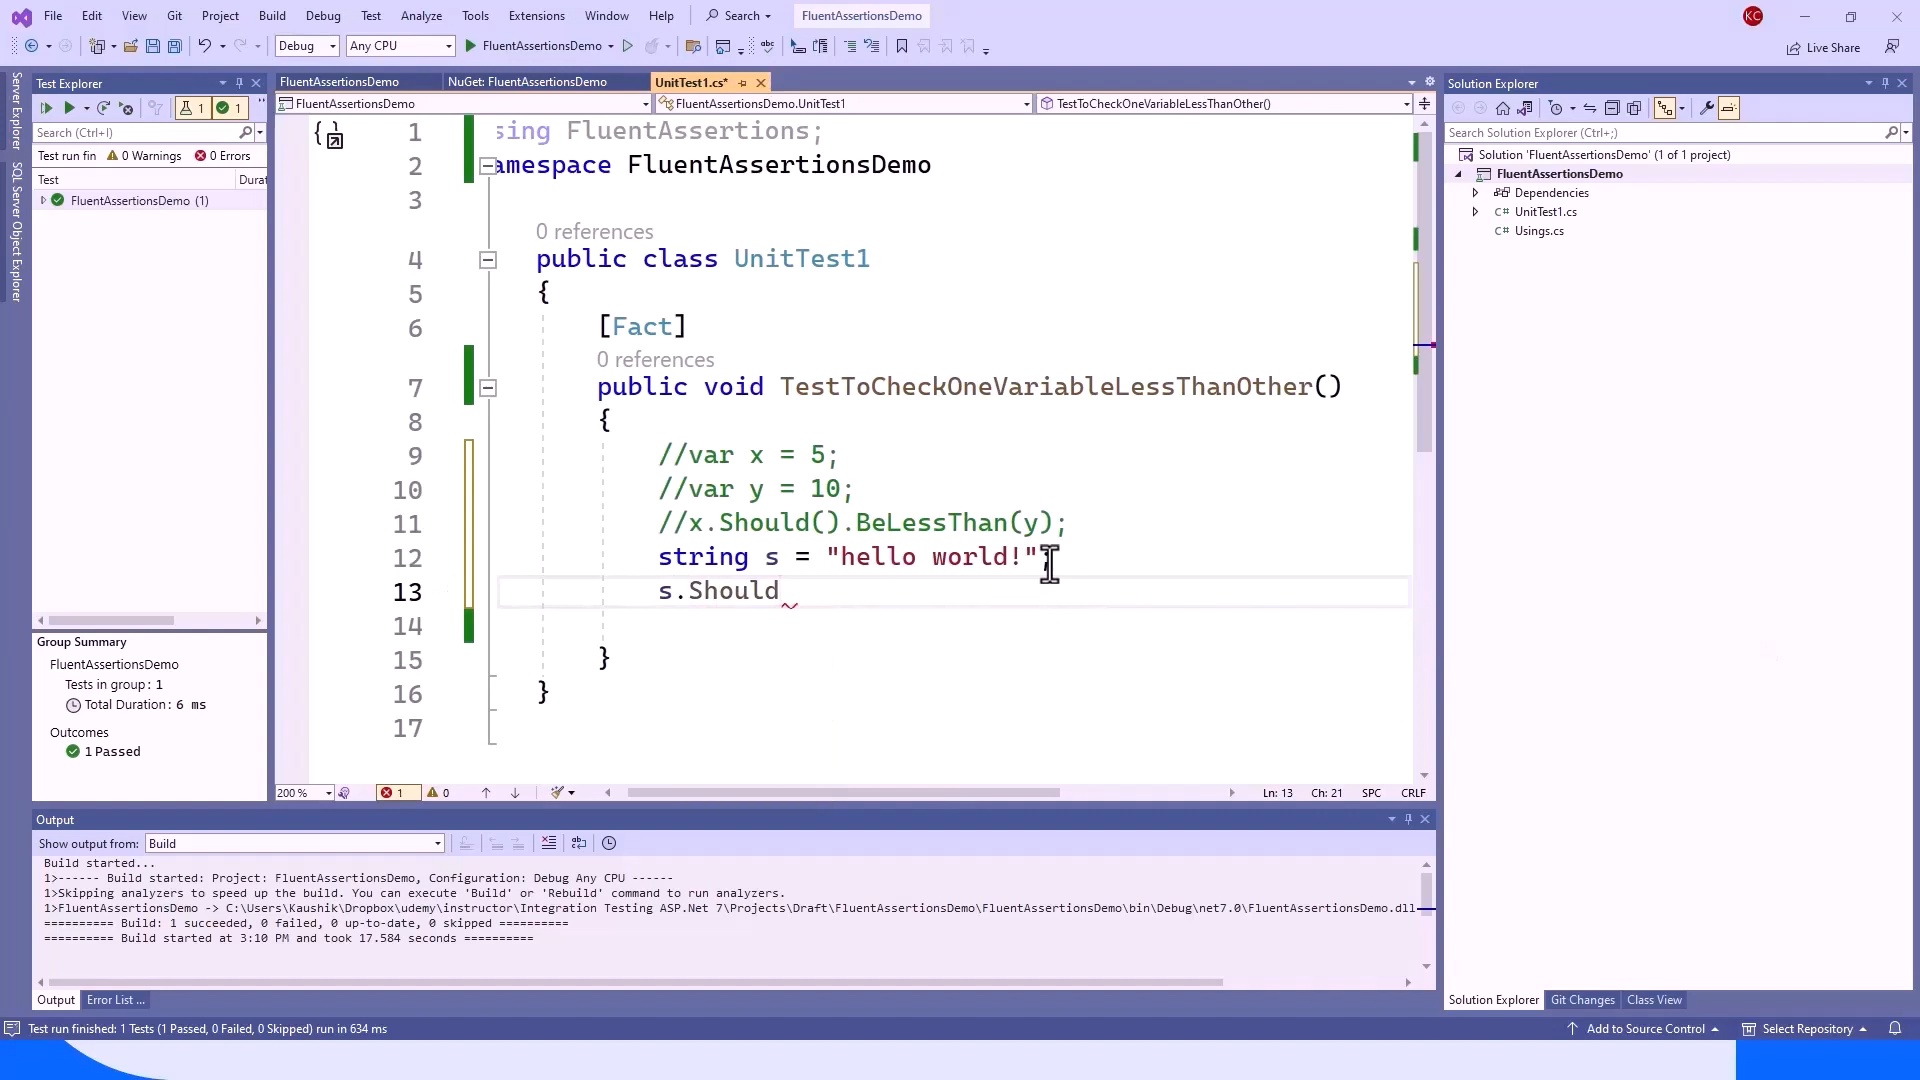 File Edit View Git Project Build Debug Test Analyze Tools Extensions Window Help Search FluentAssertionsDemo KC
Debug Any CPU FluentAssertionsDemo Live Share
Server Explorer
SQL Server Object Explorer
Test Explorer
1 1
Search (Ctrl+I)
Test run fin 0 Warnings 0 Errors
Test Durat
FluentAssertionsDemo (1)
Group Summary
FluentAssertionsDemo
Tests in group: 1
Total Duration: 6 ms
Outcomes
1 Passed
FluentAssertionsDemo NuGet: FluentAssertionsDemo UnitTest1.cs*
FluentAssertionsDemo FluentAssertionsDemo.UnitTest1 TestToCheckOneVariableLessThanOther()
1 sing FluentAssertions;
2 amespace FluentAssertionsDemo
3
0 references
4 public class UnitTest1
5 {
6 [Fact]
0 references
7 public void TestToCheckOneVariableLessThanOther()
8 {
9 //var x = 5;
10 //var y = 10;
11 //x.Should().BeLessThan(y);
12 string s = "hello world!";
13 s.Should
14
15 }
16 }
17
200 % 1 0 Ln: 13 Ch: 21 SPC CRLF
Output
Show output from: Build
Build started...
1>------ Build started: Project: FluentAssertionsDemo, Configuration: Debug Any CPU ------
1>Skipping analyzers to speed up the build. You can execute 'Build' or 'Rebuild' command to run analyzers.
1>FluentAssertionsDemo -> C:\Users\Kaushik\Dropbox\udemy\instructor\Integration Testing ASP.Net 7\Projects\Draft\FluentAssertionsDemo\FluentAssertionsDemo\bin\Debug\net7.0\FluentAssertionsDemo.dll
========== Build: 1 succeeded, 0 failed, 0 up-to-date, 0 skipped ==========
========== Build started at 3:10 PM and took 17.584 seconds ==========
Output Error List ...
Solution Explorer
Search Solution Explorer (Ctrl+;)
Solution 'FluentAssertionsDemo' (1 of 1 project)
FluentAssertionsDemo
Dependencies
C# UnitTest1.cs
C# Usings.cs
Solution Explorer Git Changes Class View
Test run finished: 1 Tests (1 Passed, 0 Failed, 0 Skipped) run in 634 ms Add to Source Control Select Repository